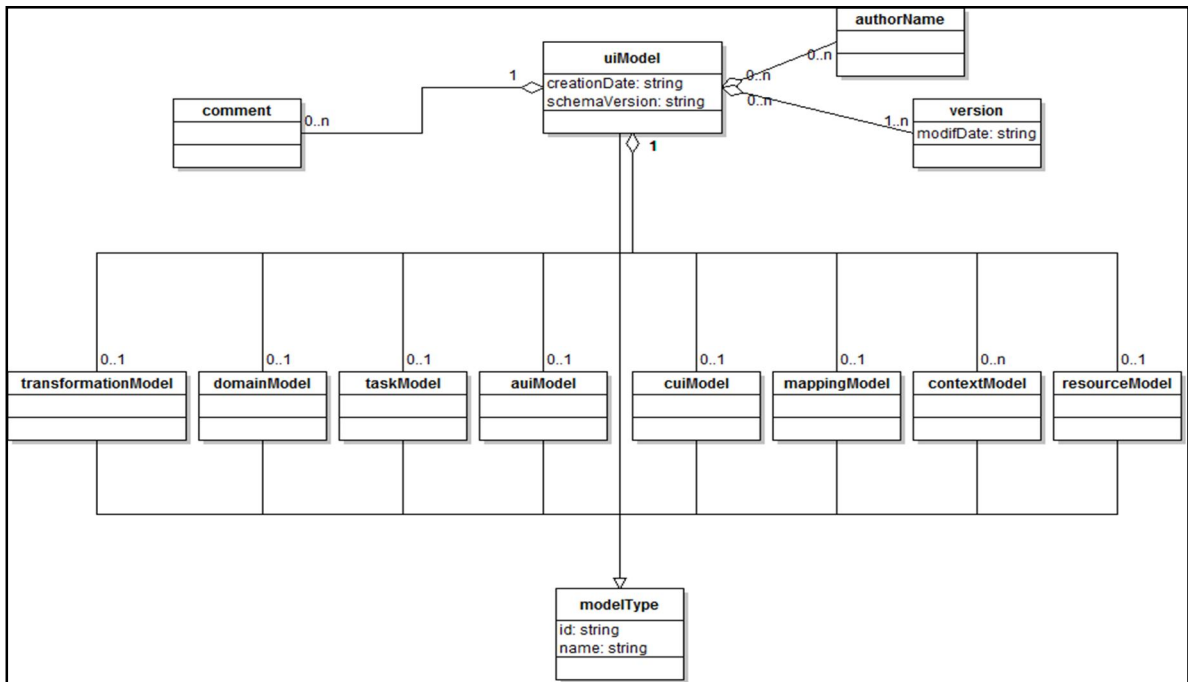 authorName
uiModel
creationDate: string
schemaVersion: string
1
0..n
0..n
0..n
comment
0..n
version
modifDate: string
1..n
1
0..1
0..1
0..1
0..1
0..1
0..1
0..n
0..1
transformationModel
domainModel
taskModel
auiModel
cuiModel
mappingModel
contextModel
resourceModel
modelType
id: string
name: string